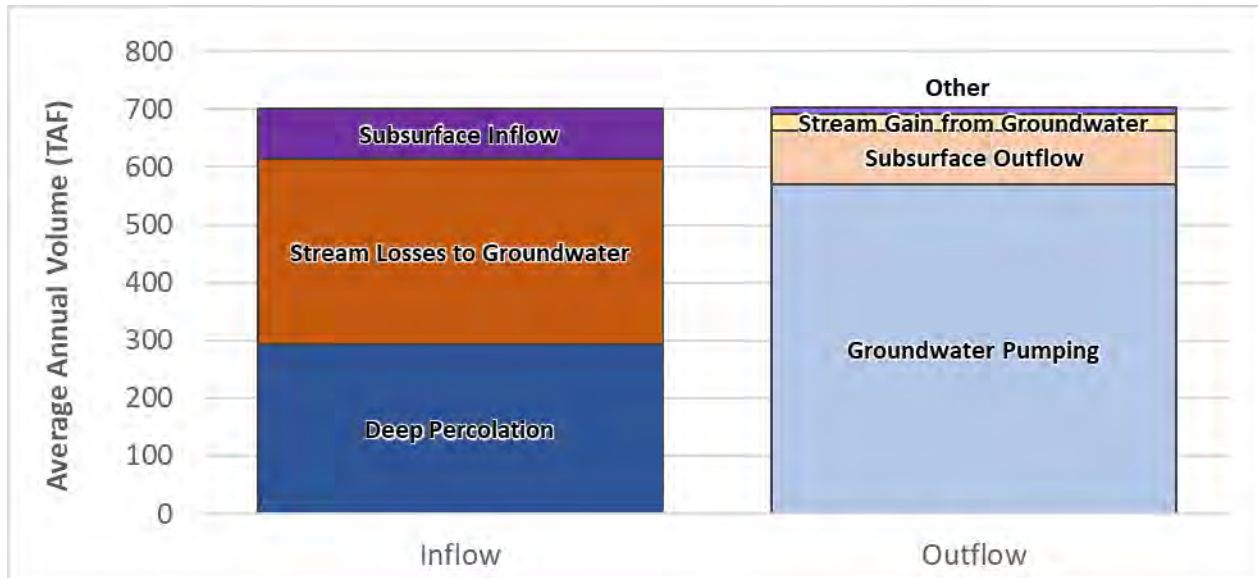 Average Annual Volume (TAF)
800
700
600
500
400
300
200
100
0
Subsurface Inflow
Stream Losses to Groundwater
Deep Percolation
Other
Stream Gain from Groundwater
Subsurface Outflow
Groundwater Pumping
Inflow
Outflow